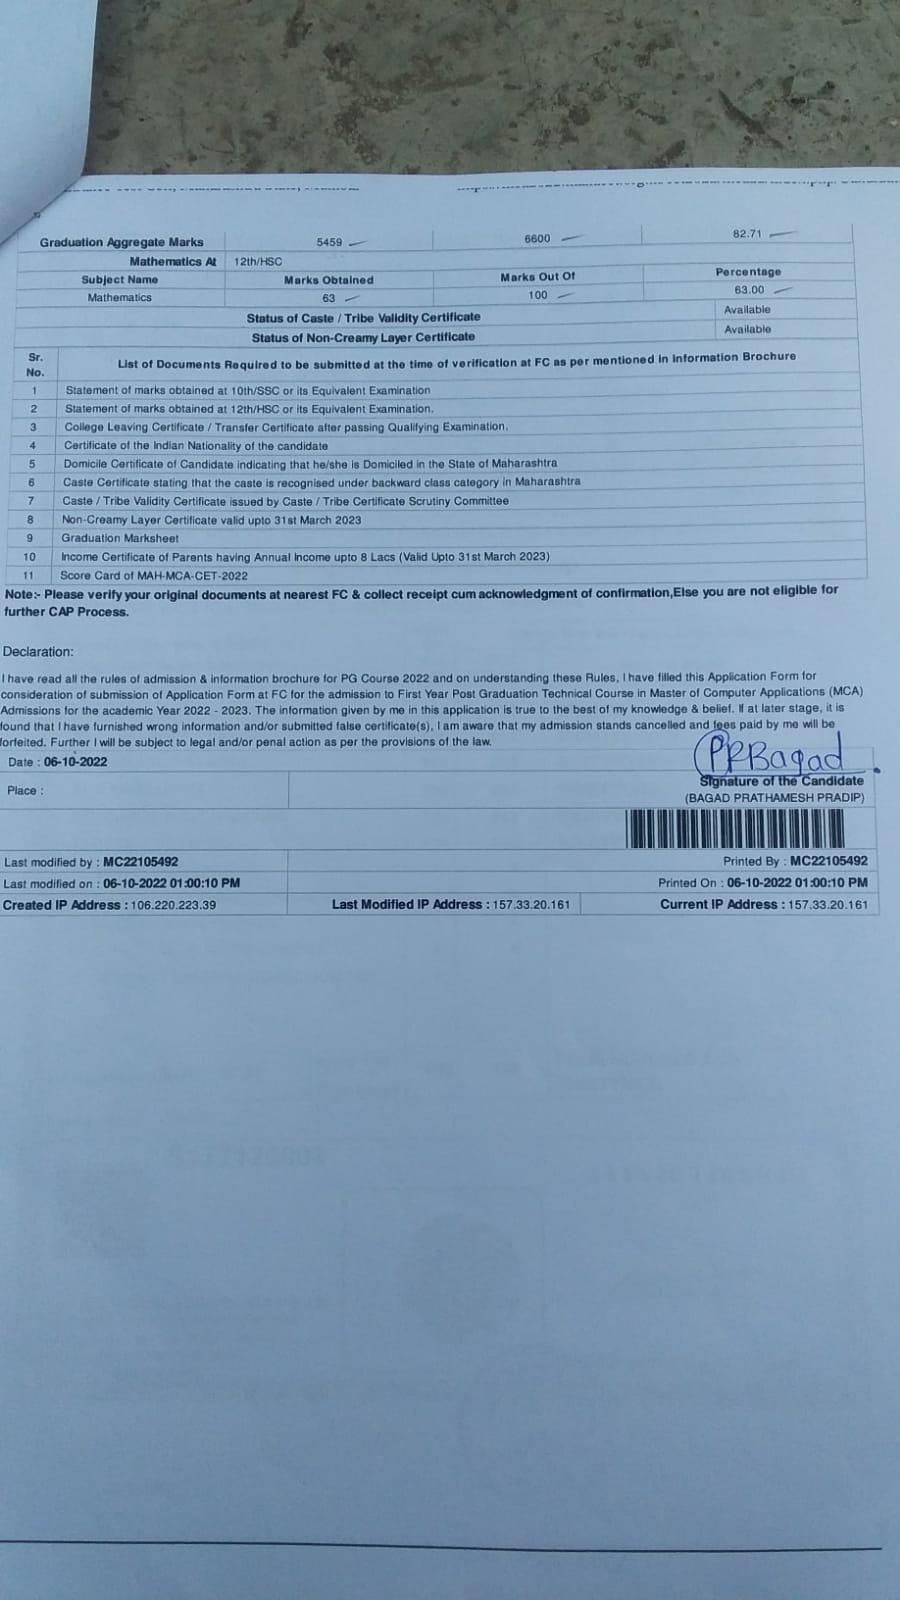 Graduation Aggregate Marks 5459 6600 82.71
Mathematics At 12th/HSC
Subject Name Marks Obtained Marks Out Of Percentage
Mathematics 63 100 63.00
Status of Caste / Tribe Validity Certificate Available
Status of Non-Creamy Layer Certificate Available
Sr. No. List of Documents Required to be submitted at the time of verification at FC as per mentioned in Information Brochure
1 Statement of marks obtained at 10th/SSC or its Equivalent Examination
2 Statement of marks obtained at 12th/HSC or its Equivalent Examination.
3 College Leaving Certificate / Transfer Certificate after passing Qualifying Examination.
4 Certificate of the Indian Nationality of the candidate
5 Domicile Certificate of Candidate indicating that he/she is Domiciled in the State of Maharashtra
6 Caste Certificate stating that the caste is recognised under backward class category in Maharashtra
7 Caste / Tribe Validity Certificate issued by Caste / Tribe Certificate Scrutiny Committee
8 Non-Creamy Layer Certificate valid upto 31st March 2023
9 Graduation Marksheet
10 Income Certificate of Parents having Annual Income upto 8 Lacs (Valid Upto 31st March 2023)
11 Score Card of MAH-MCA-CET-2022
Note:- Please verify your original documents at nearest FC & collect receipt cum acknowledgment of confirmation,Else you are not eligible for
further CAP Process.
Declaration:
I have read all the rules of admission & information brochure for PG Course 2022 and on understanding these Rules, I have filled this Application Form for
consideration of submission of Application Form at FC for the admission to First Year Post Graduation Technical Course in Master of Computer Applications (MCA)
Admissions for the academic Year 2022 - 2023. The information given by me in this application is true to the best of my knowledge & belief. If at later stage, it is
found that I have furnished wrong information and/or submitted false certificate(s), I am aware that my admission stands cancelled and fees paid by me will be
forfeited. Further I will be subject to legal and/or penal action as per the provisions of the law.
Date : 06-10-2022
PPBagad
Signature of the Candidate
Place :
(BAGAD PRATHAMESH PRADIP)
Last modified by : MC22105492 Printed By : MC22105492
Last modified on : 06-10-2022 01:00:10 PM Printed On : 06-10-2022 01:00:10 PM
Created IP Address : 106.220.223.39 Last Modified IP Address : 157.33.20.161 Current IP Address : 157.33.20.161